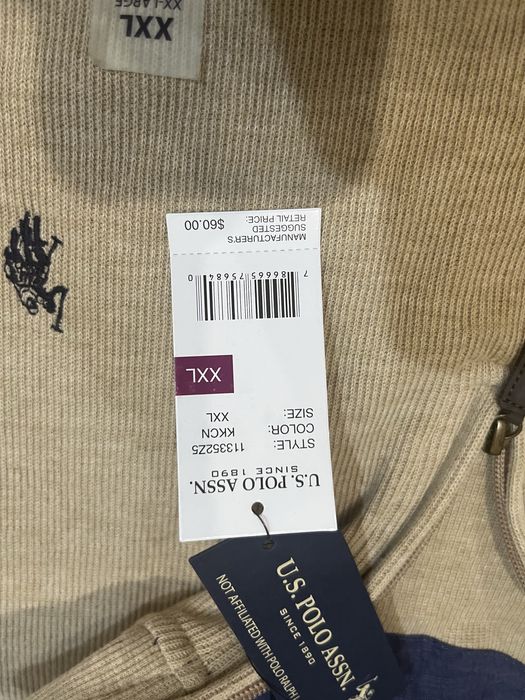 XXL
XX-LARGE
U.S. POLO ASSN.
SINCE 1890
STYLE: 113352Z5
COLOR: KKCN
SIZE: XXL
XXL
7 86665 75684 0
MANUFACTURER'S
SUGGESTED
RETAIL PRICE: $60.00
U.S. POLO ASSN.
SINCE 1890
NOT AFFILIATED WITH POLO RALPH